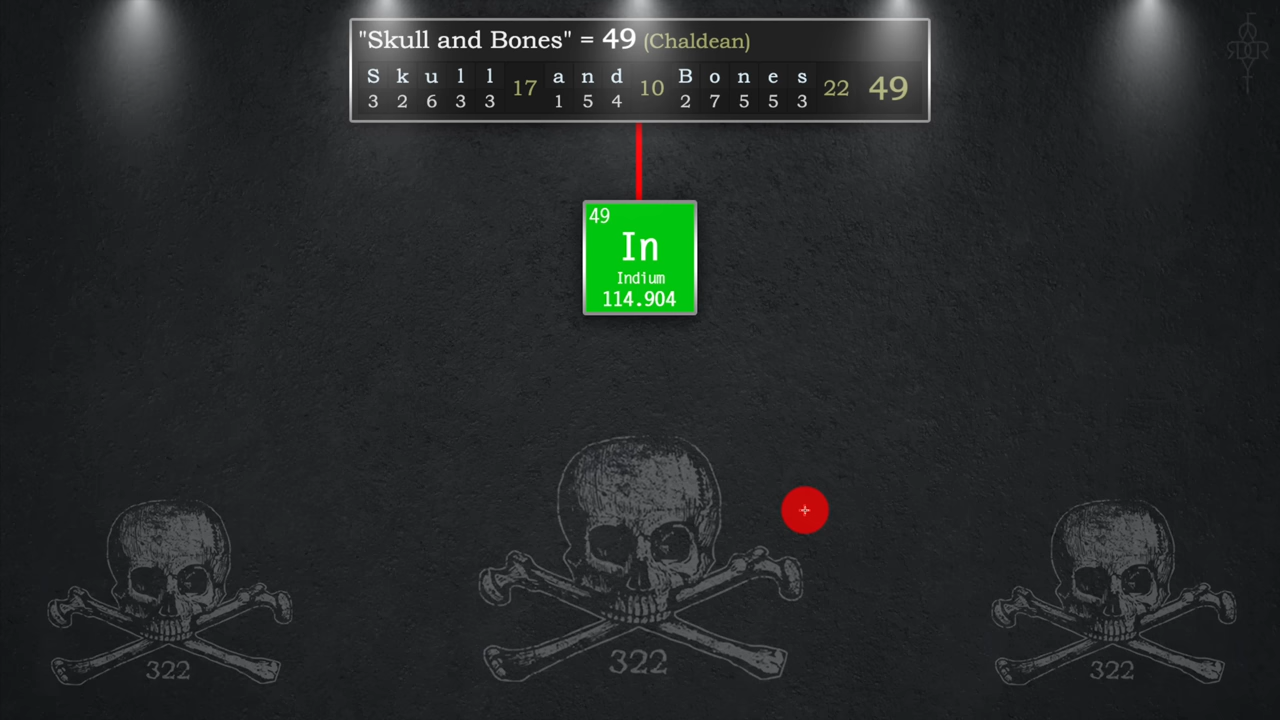 "Skull and Bones" = 49 (Chaldean)
S k u l l 17 a n d 10 B o n e s 22 49
3 2 6 3 3 1 5 4 2 7 5 5 3
49
In
Indium
114.904
322 322 322